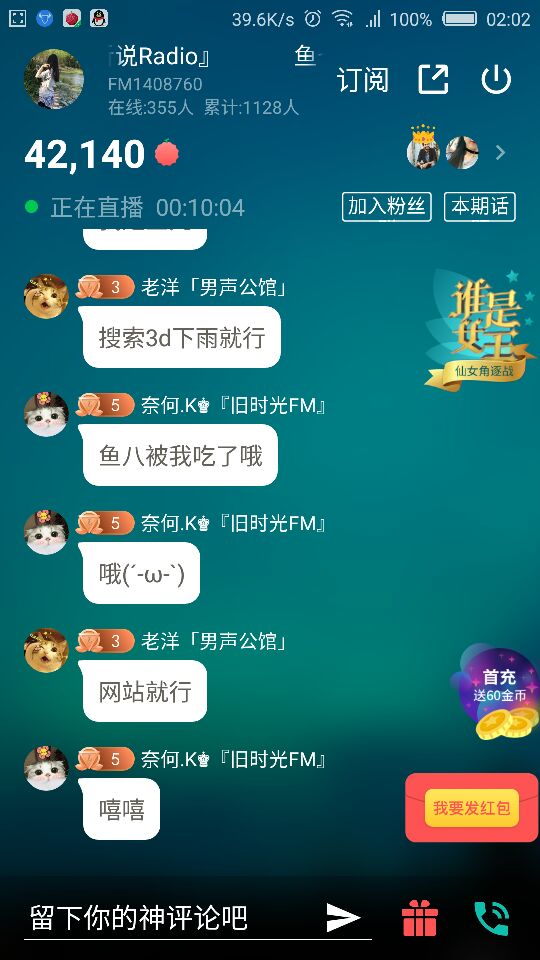 39.6K/s 100% 02:02
说Radio』 鱼
FM1408760
在线:355人 累计:1128人
订阅
42,140
正在直播 00:10:04
加入粉丝 本期话
3 老洋「男声公馆」
搜索3d下雨就行
谁是
女王
仙女角逐战
5 奈何.K♚『旧时光FM』
鱼八被我吃了哦
5 奈何.K♚『旧时光FM』
哦(´-ω-`)
3 老洋「男声公馆」
网站就行
首充
送60金币
5 奈何.K♚『旧时光FM』
嘻嘻
我要发红包
留下你的神评论吧